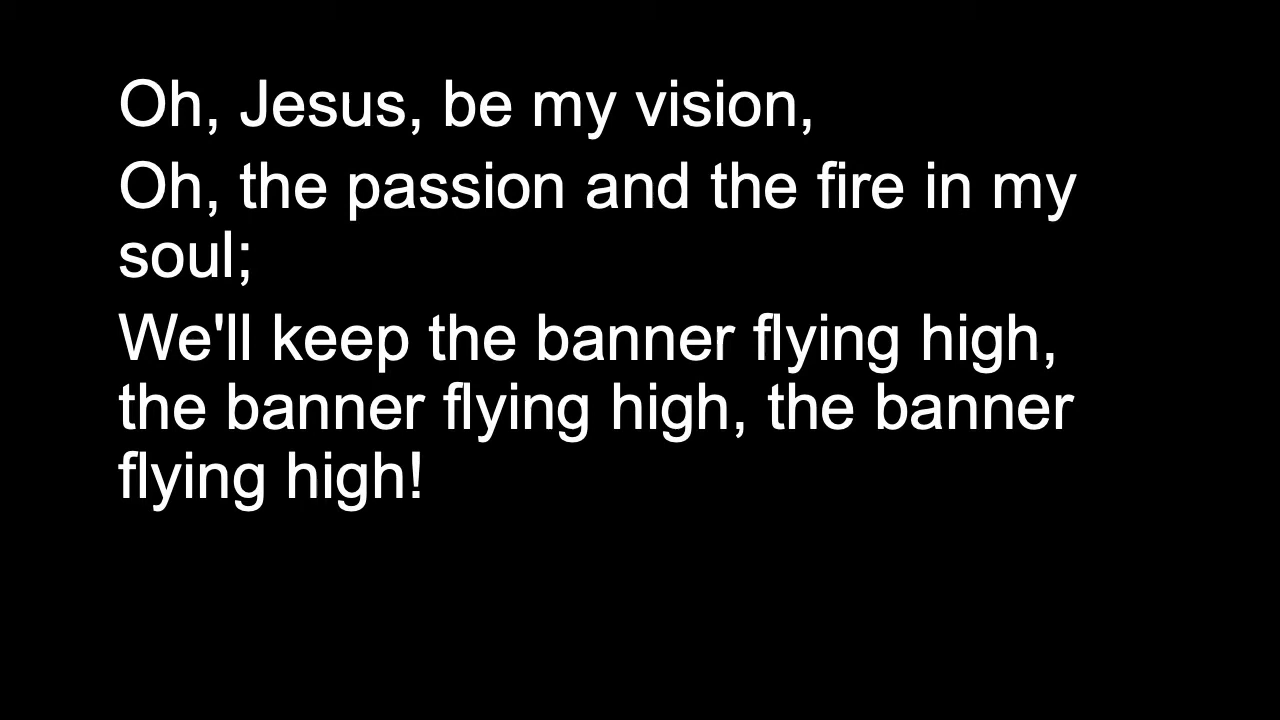 Oh, Jesus, be my vision,
Oh, the passion and the fire in my
soul;
We'll keep the banner flying high,
the banner flying high, the banner
flying high!